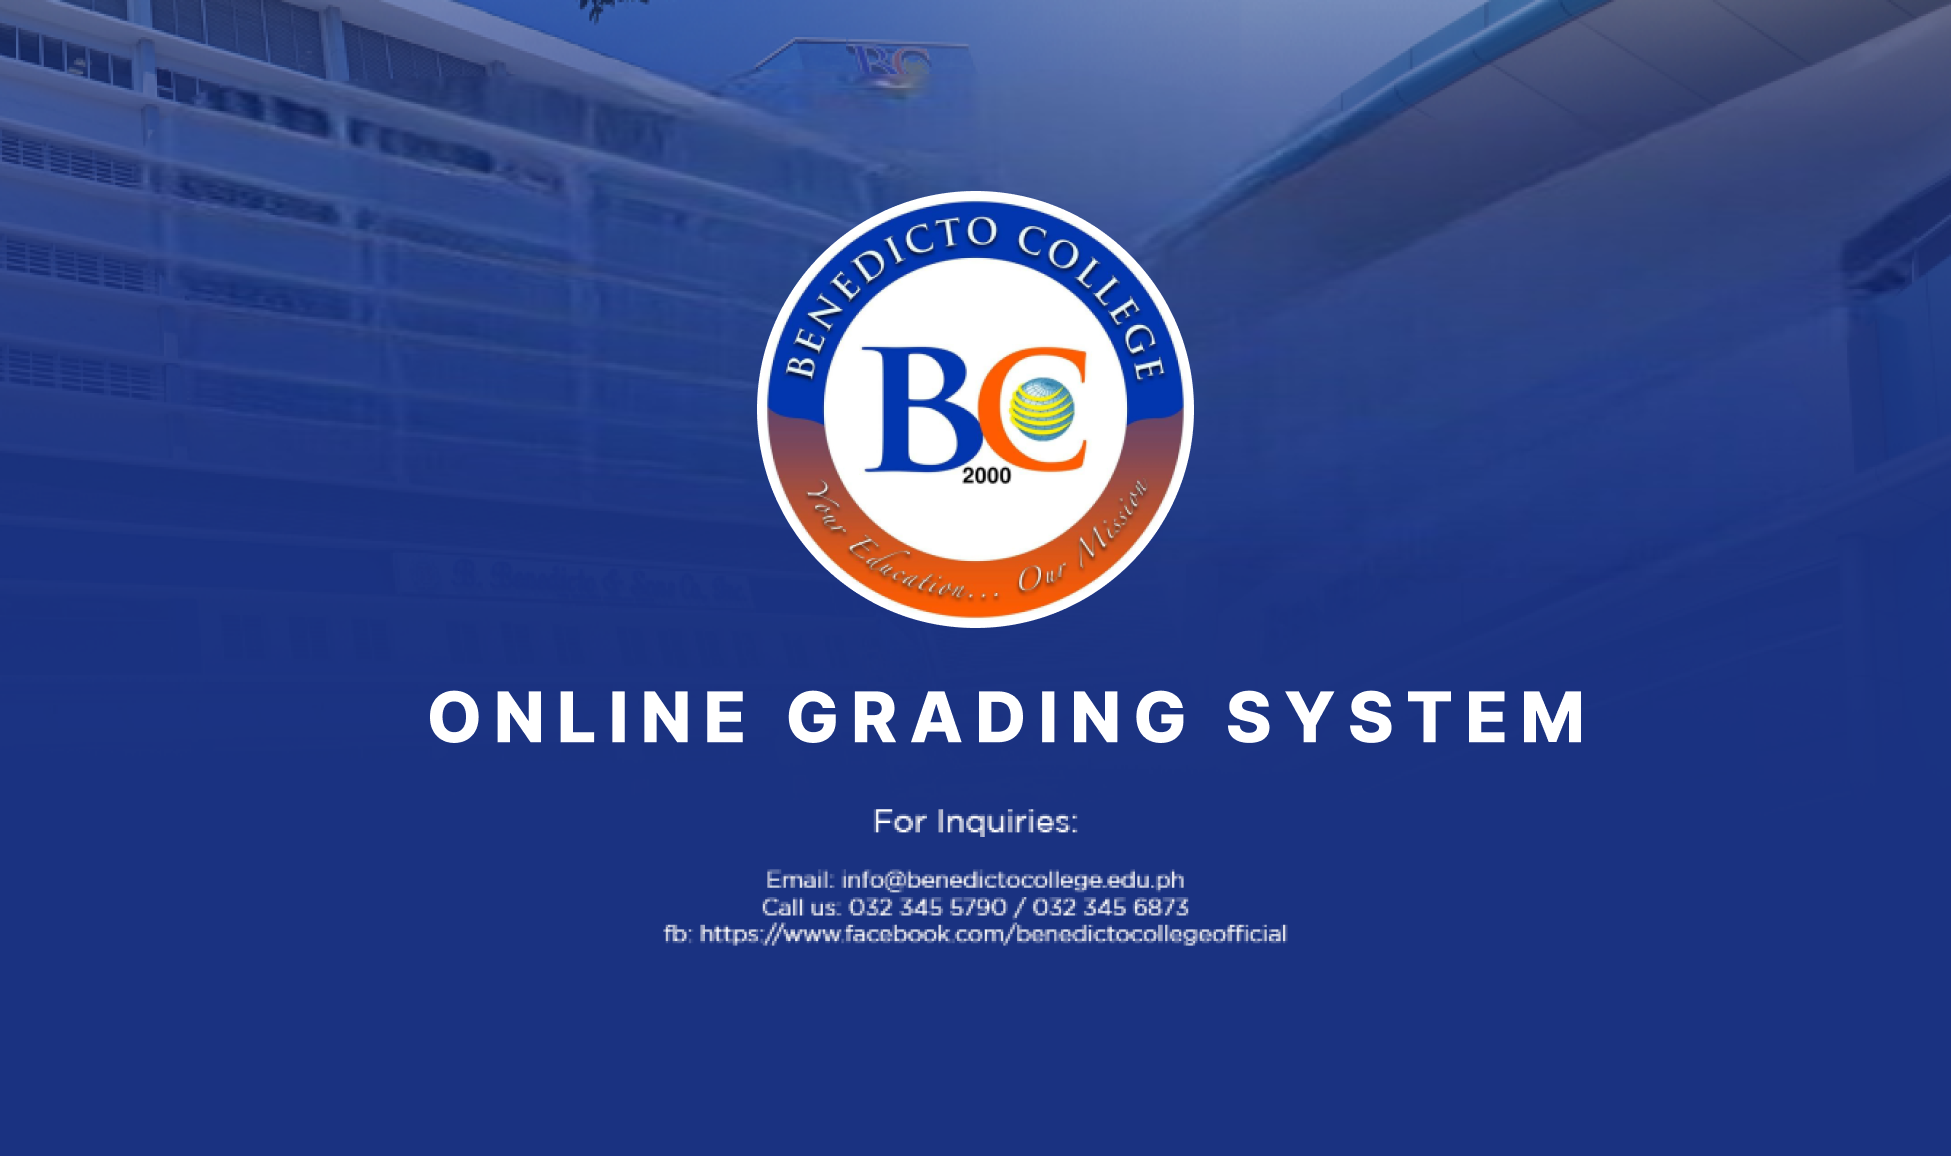 BC
BENEDICTO COLLEGE
BC
2000
Your Education... Our Mission
ONLINE GRADING SYSTEM
For Inquiries:
Email: info@benedictocollege.edu.ph
Call us: 032 345 5790 / 032 345 6873
fb: https://www.facebook.com/benedictocollegeofficial